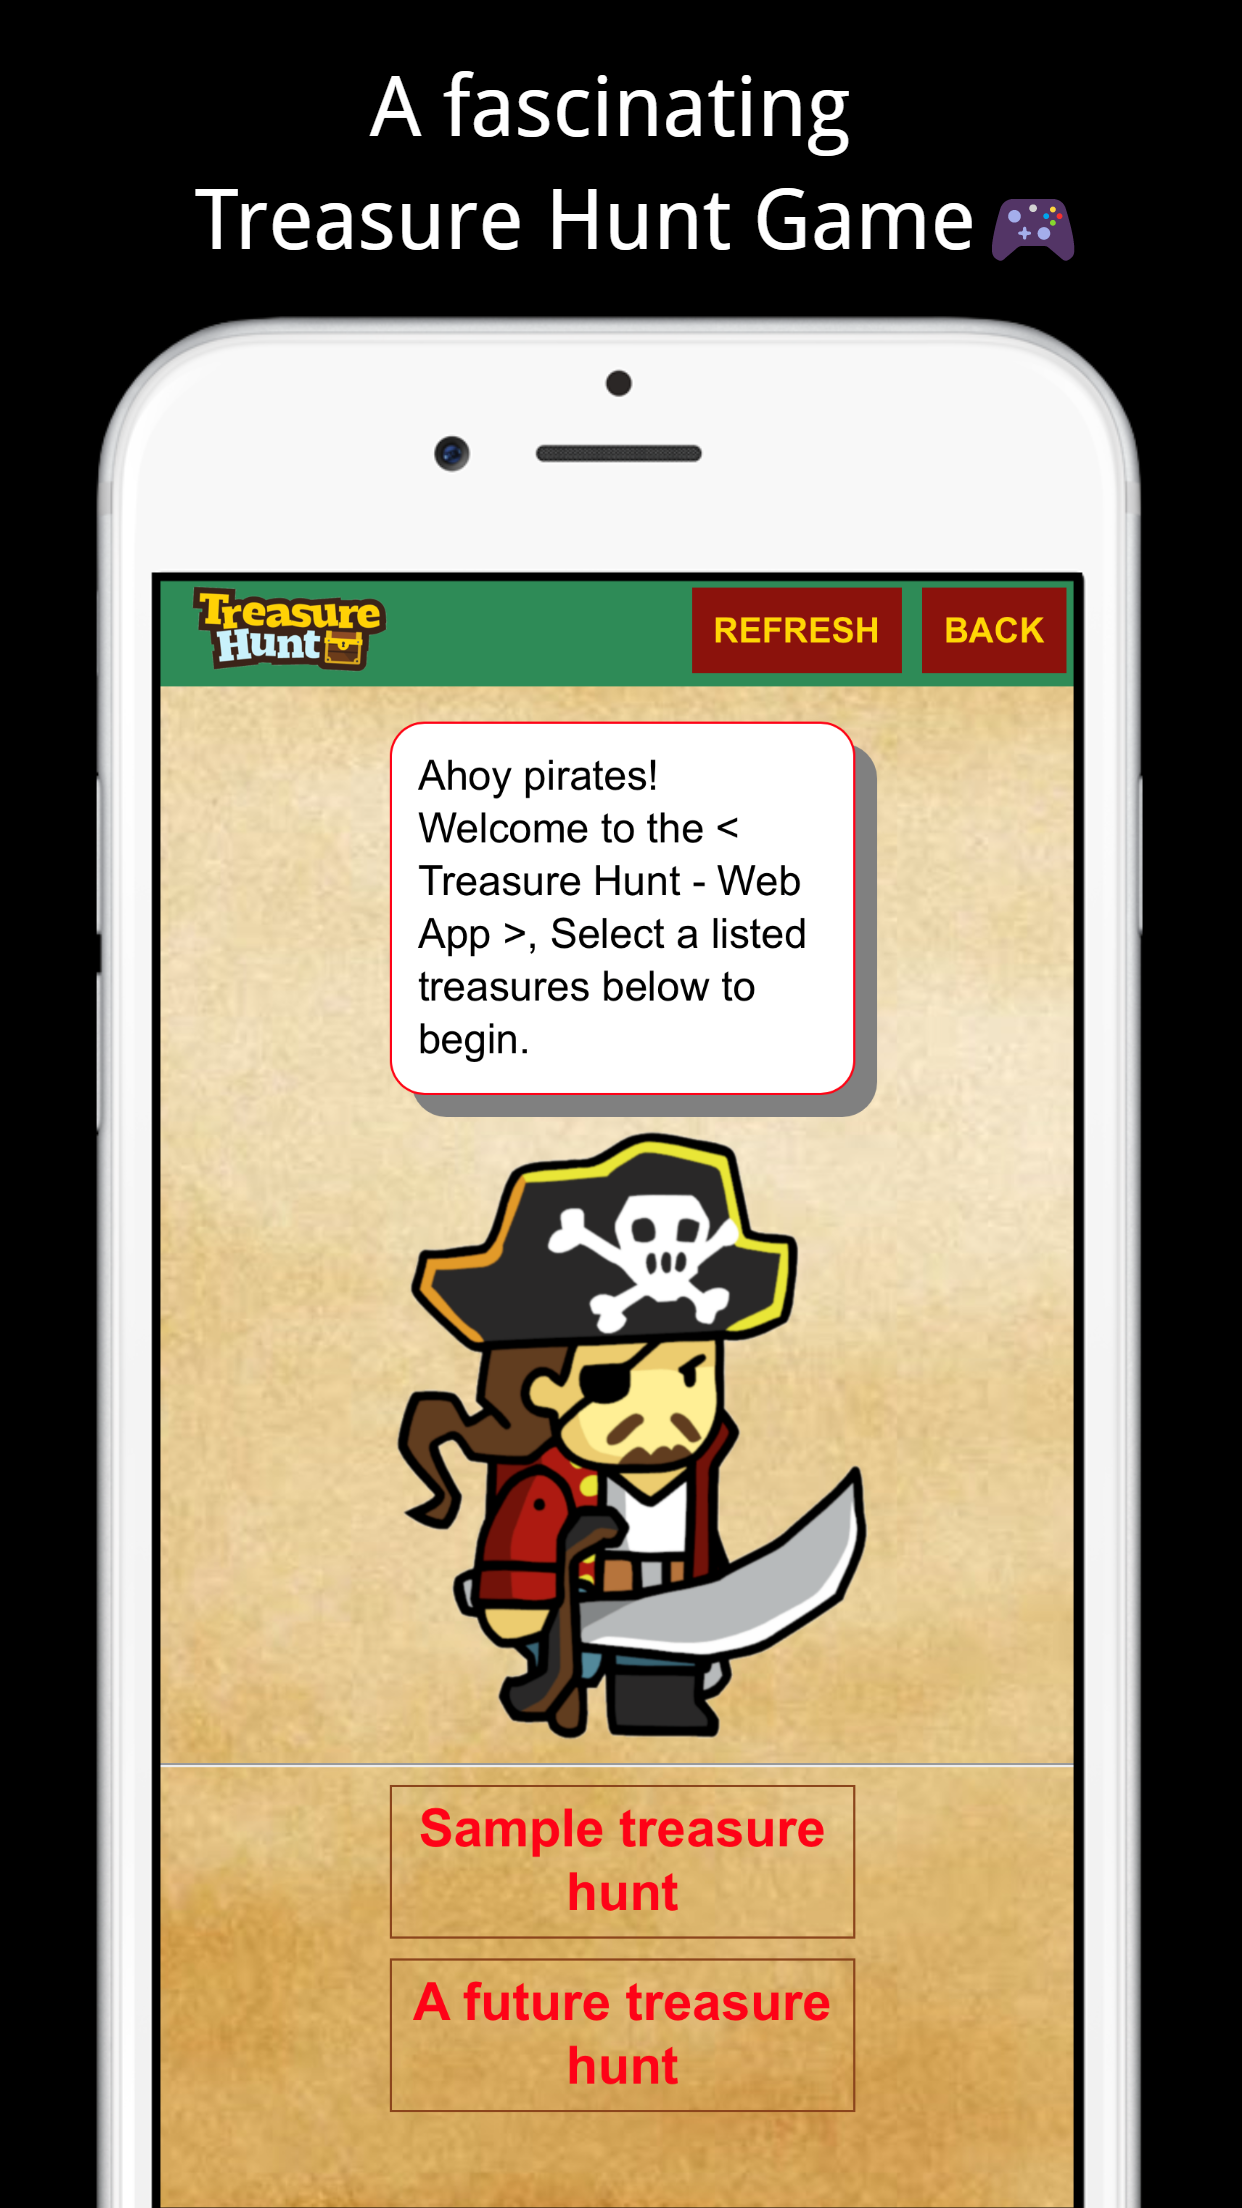 A fascinating
Treasure Hunt Game
Treasure
Hunt
REFRESH
BACK
Ahoy pirates!
Welcome to the <
Treasure Hunt - Web
App >, Select a listed
treasures below to
begin.
Sample treasure
hunt
A future treasure
hunt